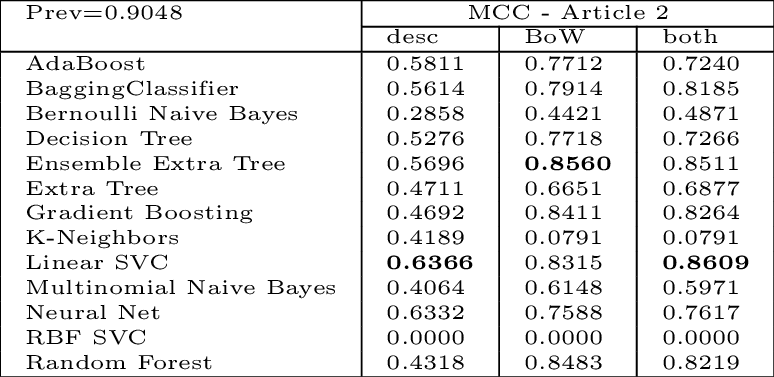 Prev=0.9048 MCC - Article 2
desc BoW both
AdaBoost 0.5811 0.7712 0.7240
BaggingClassifier 0.5614 0.7914 0.8185
Bernoulli Naive Bayes 0.2858 0.4421 0.4871
Decision Tree 0.5276 0.7718 0.7266
Ensemble Extra Tree 0.5696 0.8560 0.8511
Extra Tree 0.4711 0.6651 0.6877
Gradient Boosting 0.4692 0.8411 0.8264
K-Neighbors 0.4189 0.0791 0.0791
Linear SVC 0.6366 0.8315 0.8609
Multinomial Naive Bayes 0.4064 0.6148 0.5971
Neural Net 0.6332 0.7588 0.7617
RBF SVC 0.0000 0.0000 0.0000
Random Forest 0.4318 0.8483 0.8219